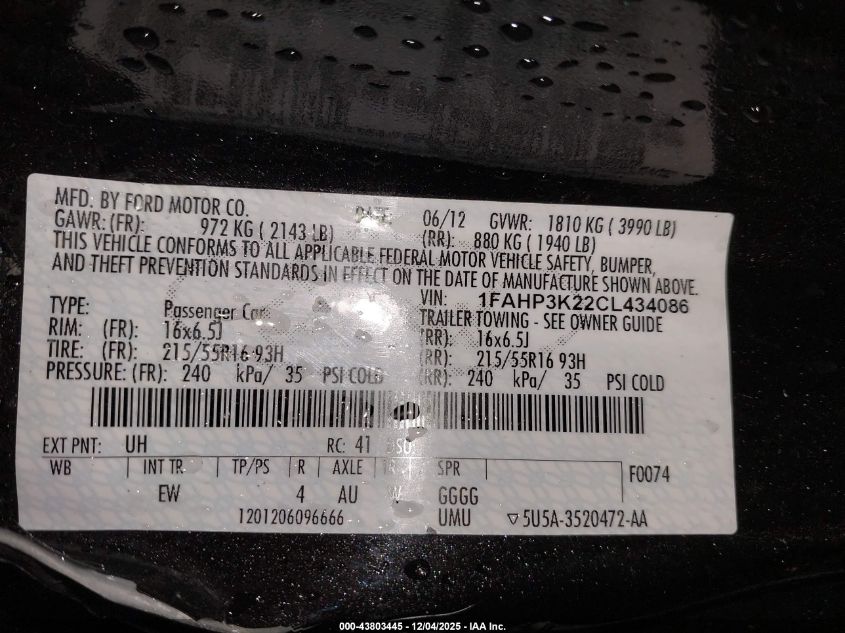 MFD. BY FORD MOTOR CO. DATE 06/12 GVWR: 1810 KG ( 3990 LB)
GAWR: (FR): 972 KG ( 2143 LB) (RR): 880 KG ( 1940 LB)
THIS VEHICLE CONFORMS TO ALL APPLICABLE FEDERAL MOTOR VEHICLE SAFETY, BUMPER,
AND THEFT PREVENTION STANDARDS IN EFFECT ON THE DATE OF MANUFACTURE SHOWN ABOVE.
VIN: 1FAHP3K22CL434086
TYPE: Passenger Car TRAILER TOWING - SEE OWNER GUIDE
RIM: (FR): 16x6.5J (RR): 16x6.5J
TIRE: (FR): 215/55R16 93H (RR): 215/55R16 93H
PRESSURE: (FR): 240 kPa/ 35 PSI COLD (RR): 240 kPa/ 35 PSI COLD
EXT PNT: UH RC: 41 DSO:
WB INT TR. TP/PS R AXLE TR SPR F0074
EW 4 AU W GGGG
1201206096666 UMU ▽5U5A-3520472-AA
000-43803445 - 12/04/2025 - IAA Inc.